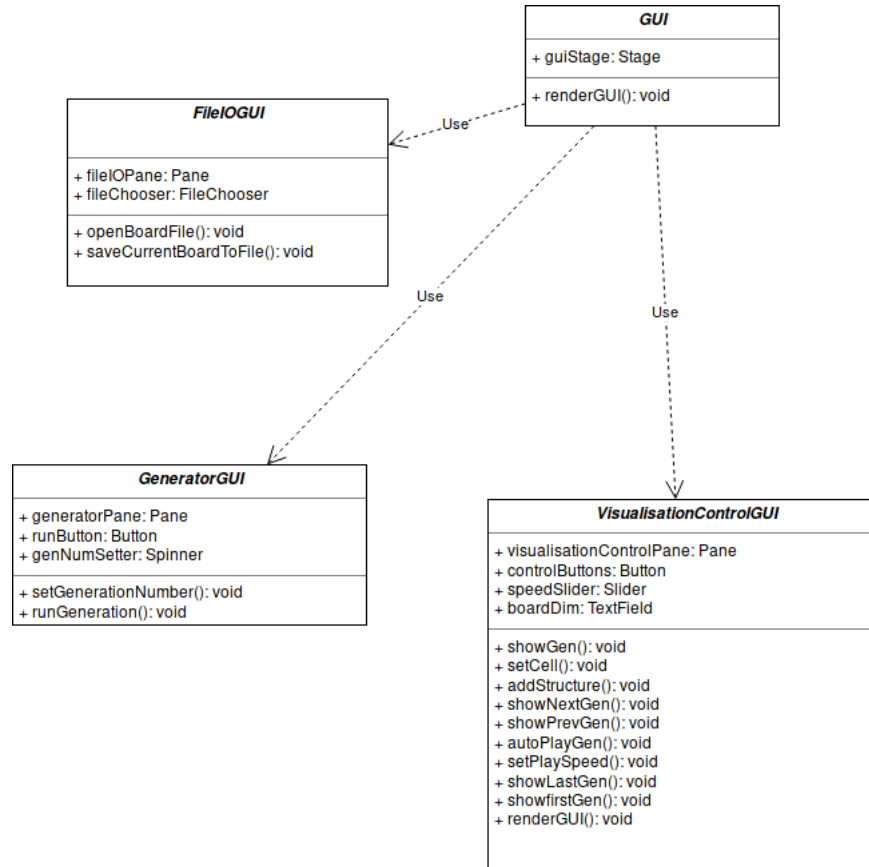 GUI
+ guiStage: Stage
+ renderGUI(): void
Use
FileIOGUI
+ fileIOPane: Pane
+ fileChooser: FileChooser
+ openBoardFile(): void
+ saveCurrentBoardToFile(): void
Use
Use
GeneratorGUI
+ generatorPane: Pane
+ runButton: Button
+ genNumSetter: Spinner
+ setGenerationNumber(): void
+ runGeneration(): void
VisualisationControlGUI
+ visualisationControlPane: Pane
+ controlButtons: Button
+ speedSlider: Slider
+ boardDim: TextField
+ showGen(): void
+ setCell(): void
+ addStructure(): void
+ showNextGen(): void
+ showPrevGen(): void
+ autoPlayGen(): void
+ setPlaySpeed(): void
+ showLastGen(): void
+ showfirstGen(): void
+ renderGUI(): void